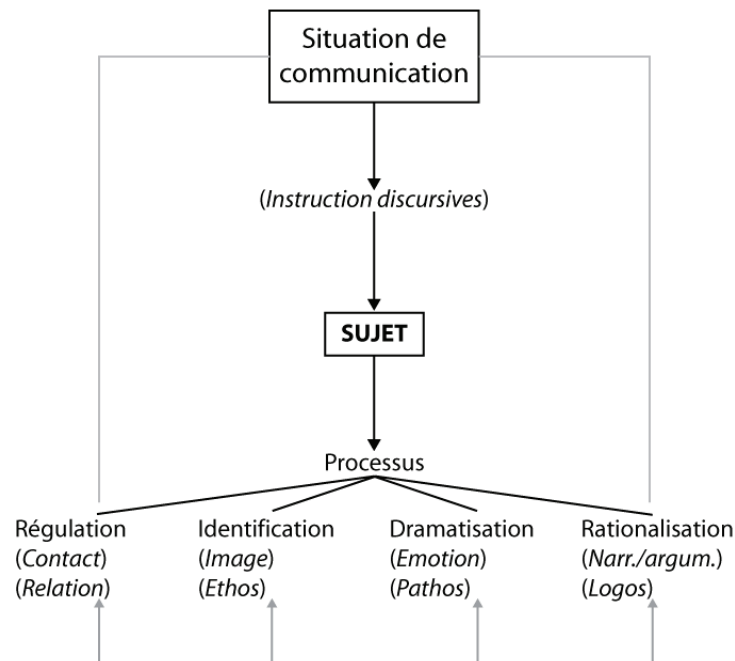 Situation de
communication
(Instruction discursives)
SUJET
Processus
Régulation
(Contact)
(Relation)
Identification
(Image)
(Ethos)
Dramatisation
(Emotion)
(Pathos)
Rationalisation
(Narr./argum.)
(Logos)